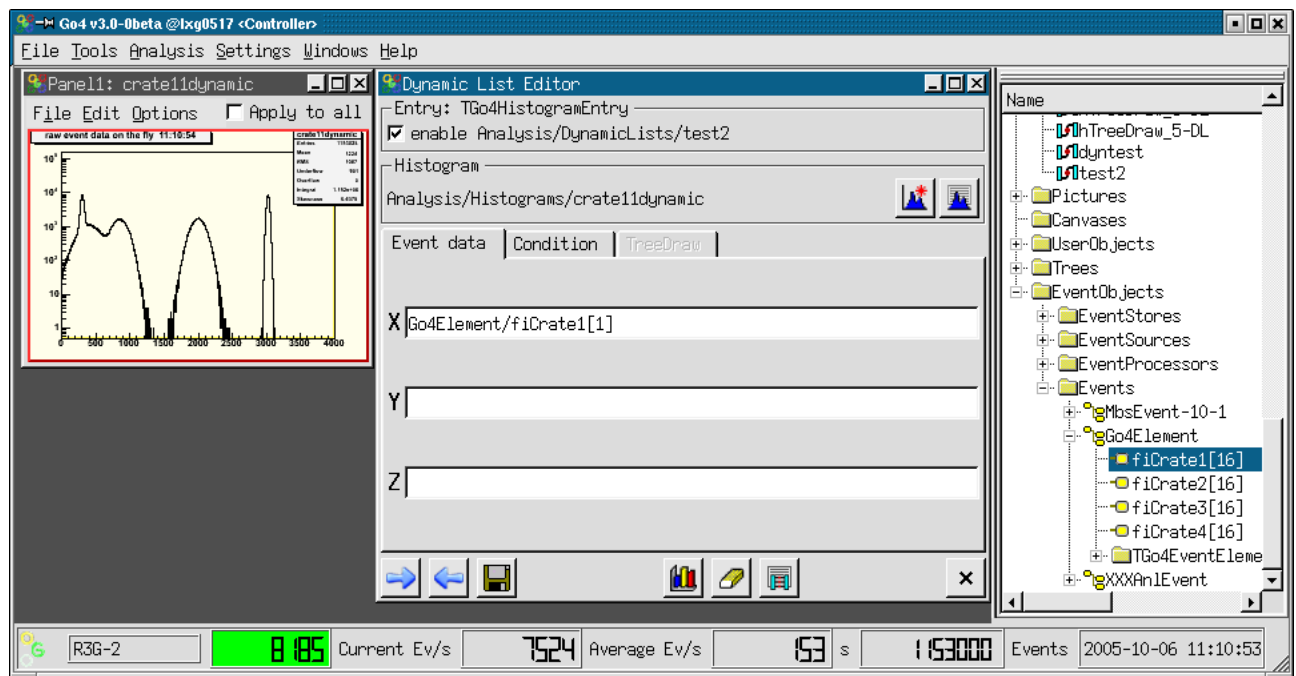 Go4 v3.0-0beta @lxg0517 <Controller>
File Tools Analysis Settings Windows Help
Panel1: crate11dynamic
File Edit Options Apply to all
raw event data on the fly 11:10:54
crate11dynamic
Entries
Mean 1224
RMS
Integral
10
1
0 500 1000 1500 2000 2500 3000 3500 4000
Dynamic List Editor
Entry: TGo4HistogramEntry
enable Analysis/DynamicLists/test2
Histogram
Analysis/Histograms/crate11dynamic
Event data Condition TreeDraw
X Go4Element/fiCrate1[1]
Y
Z
Name
hTreeDraw_5-DL
dyntest
test2
Pictures
Canvases
UserObjects
Trees
EventObjects
EventStores
EventSources
EventProcessors
Events
MbsEvent-10-1
Go4Element
fiCrate1[16]
fiCrate2[16]
fiCrate3[16]
fiCrate4[16]
TGo4EventEleme
XXXAnlEvent
R3G-2 8185 Current Ev/s 7524 Average Ev/s 153 s 1153000 Events 2005-10-06 11:10:53